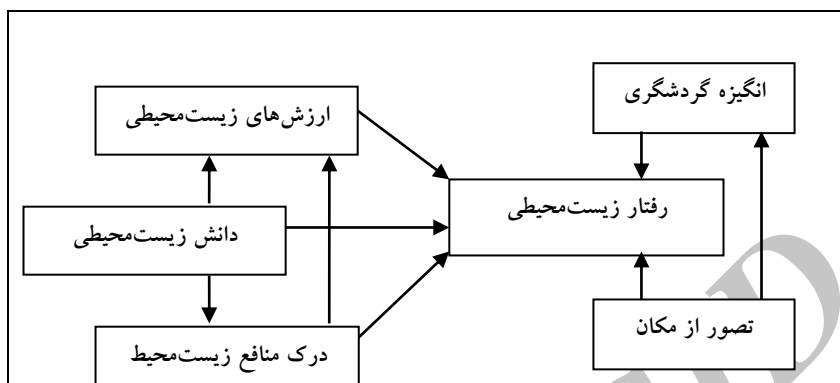 انگیزه گردشگری
ارزش‌های زیست‌محیطی
رفتار زیست‌محیطی
دانش زیست‌محیطی
تصور از مکان
درک منافع زیست‌محیط